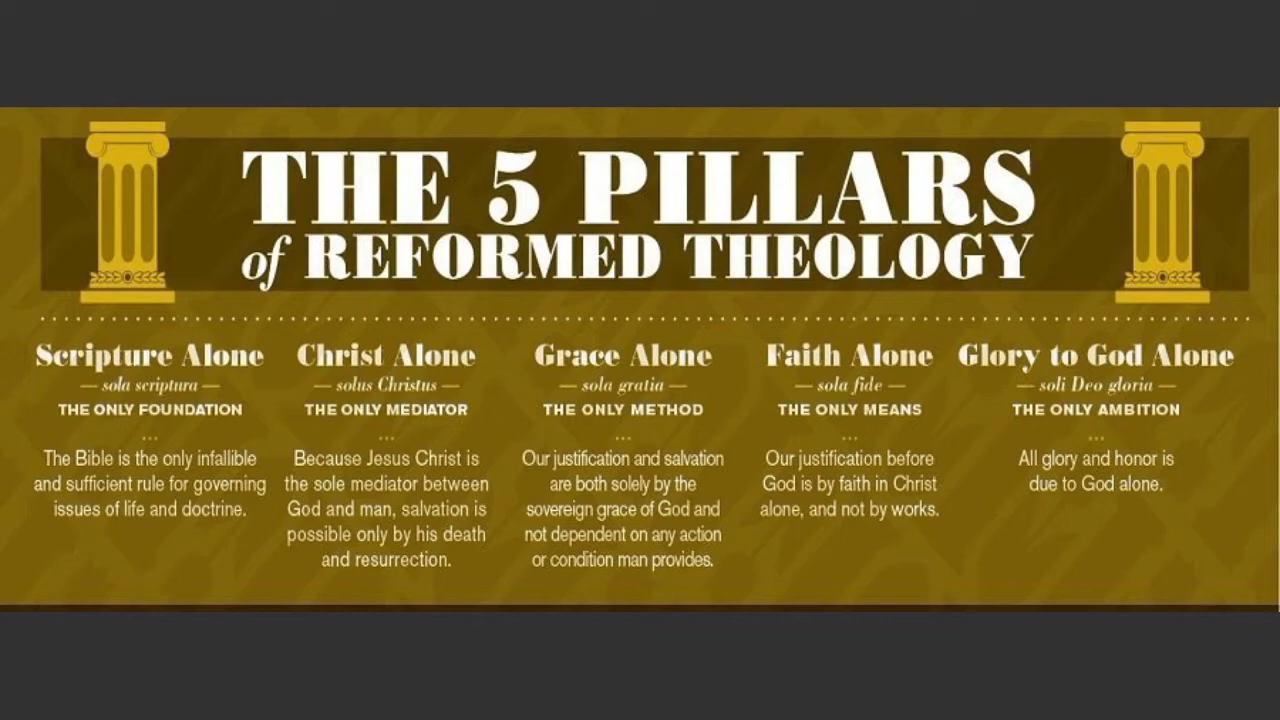 THE 5 PILLARS
of REFORMED THEOLOGY
Scripture Alone
— sola scriptura —
THE ONLY FOUNDATION
...
The Bible is the only infallible
and sufficient rule for governing
issues of life and doctrine.
Christ Alone
— solus Christus —
THE ONLY MEDIATOR
...
Because Jesus Christ is
the sole mediator between
God and man, salvation is
possible only by his death
and resurrection.
Grace Alone
— sola gratia —
THE ONLY METHOD
...
Our justification and salvation
are both solely by the
sovereign grace of God and
not dependent on any action
or condition man provides.
Faith Alone
— sola fide —
THE ONLY MEANS
...
Our justification before
God is by faith in Christ
alone, and not by works.
Glory to God Alone
— soli Deo gloria —
THE ONLY AMBITION
...
All glory and honor is
due to God alone.